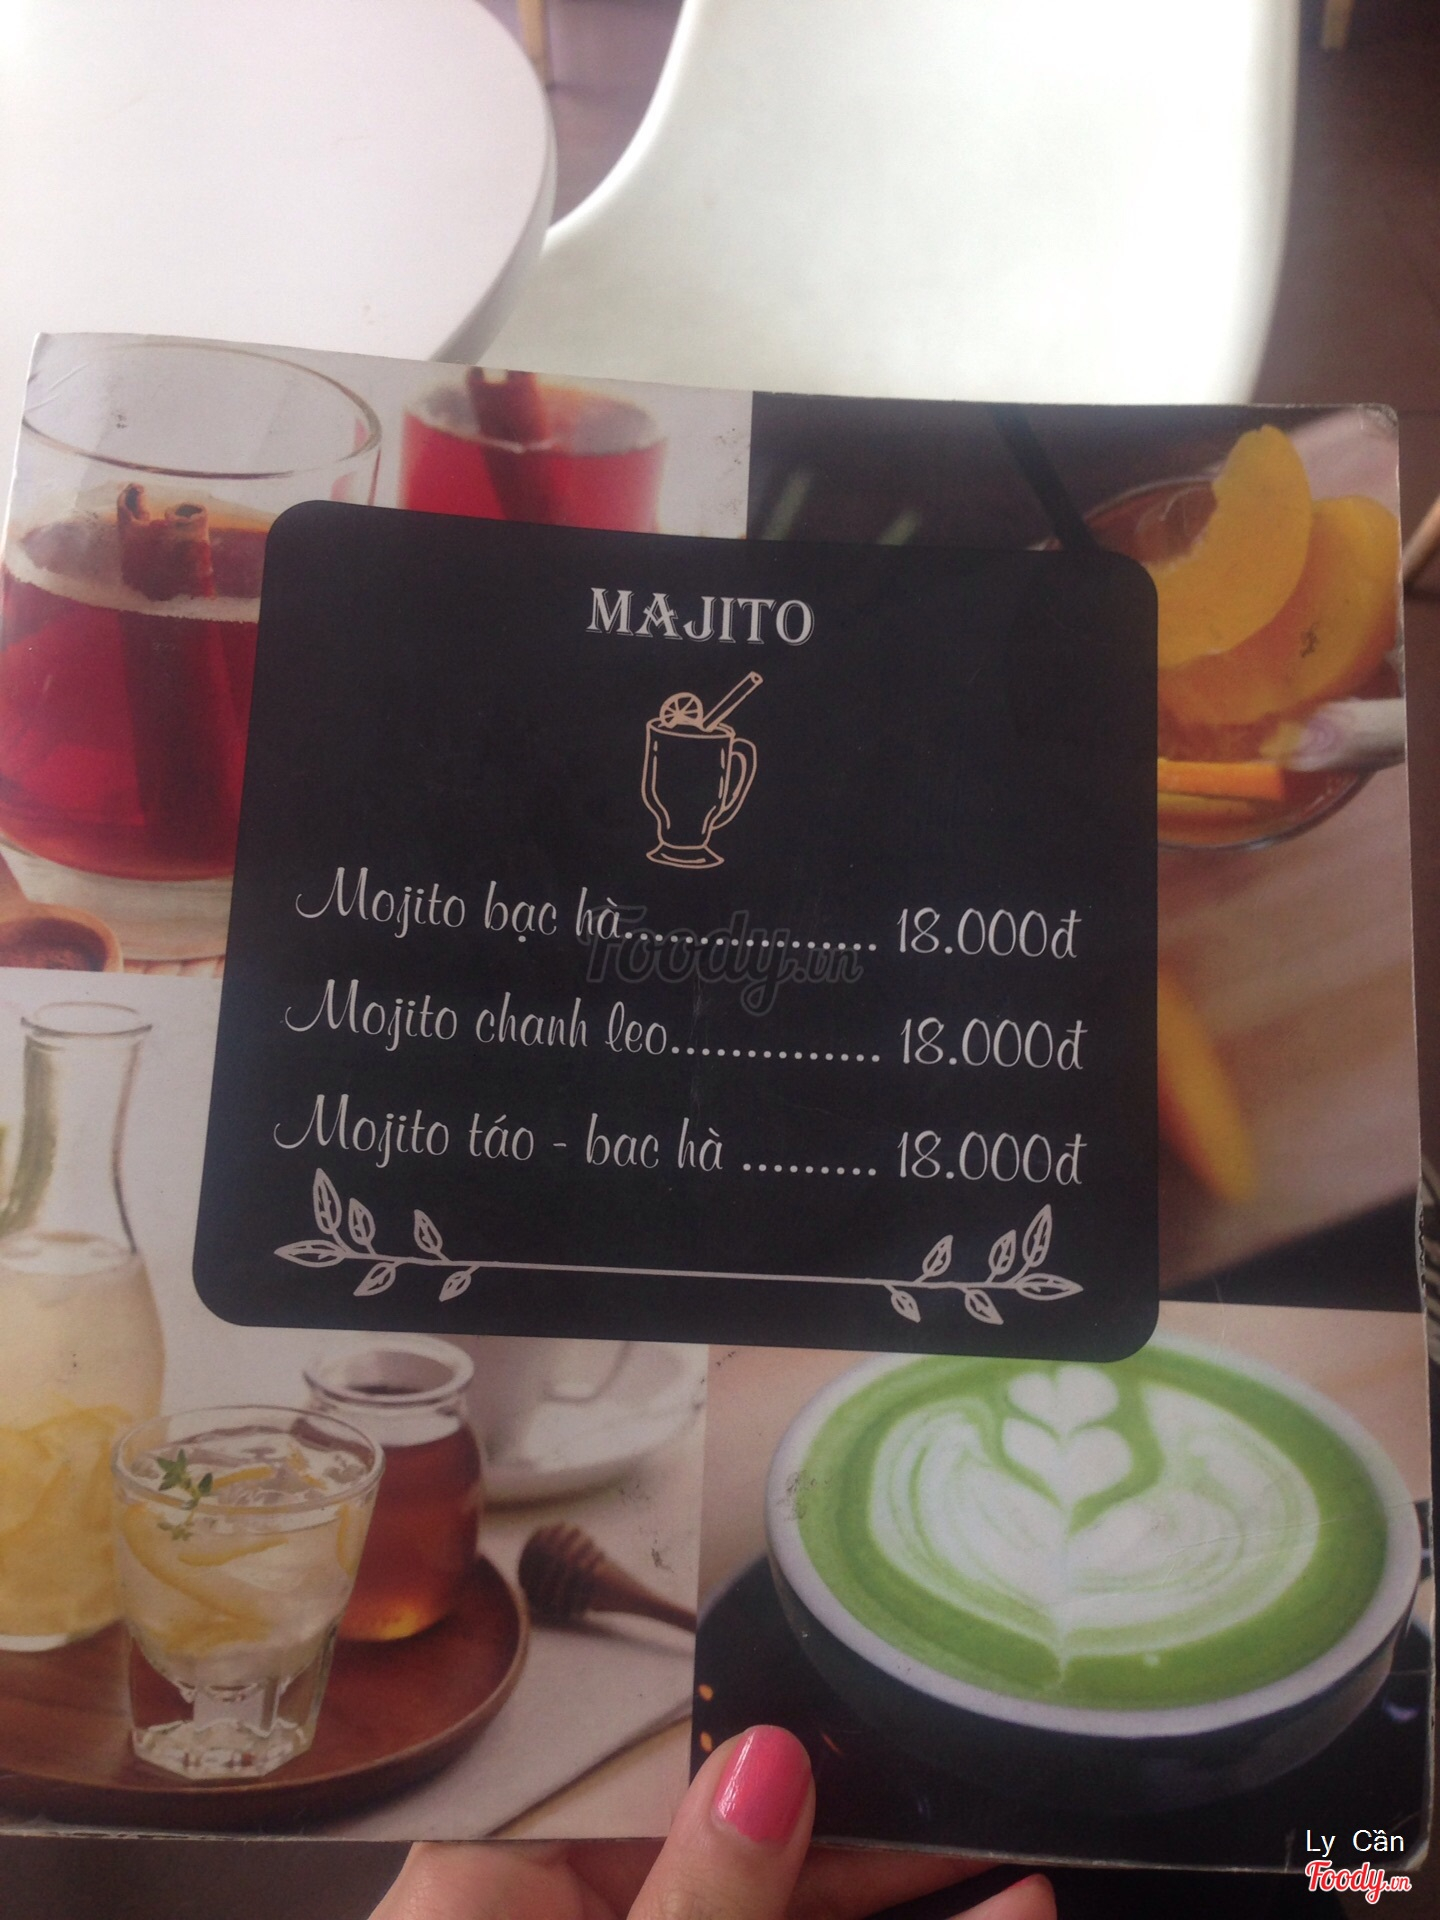 MAJITO
Mojito bạc hà................. 18.000đ
Mojito chanh leo.............. 18.000đ
Mojito táo - bac hà ......... 18.000đ
Foody.vn
Ly Cần
Foody.vn